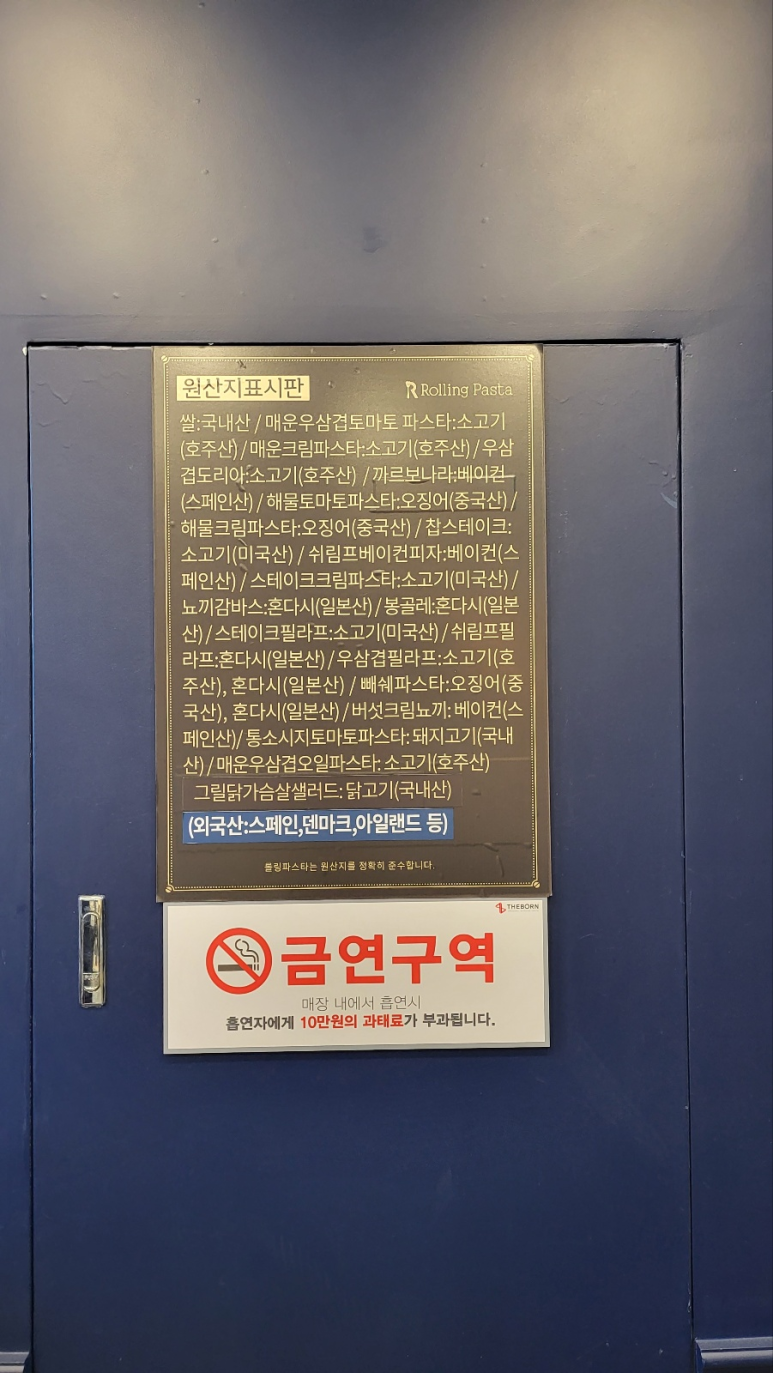 원산지표시판
Rolling Pasta
쌀:국내산 / 매운우삼겹토마토 파스타:소고기
(호주산) / 매운크림파스타:소고기(호주산) / 우삼
겹도리아:소고기(호주산) / 까르보나라:베이컨
(스페인산) / 해물토마토파스타:오징어(중국산) /
해물크림파스타:오징어(중국산) / 찹스테이크:
소고기(미국산) / 쉬림프베이컨피자:베이컨(스
페인산) / 스테이크크림파스타:소고기(미국산) /
뇨끼감바스:혼다시(일본산) / 봉골레:혼다시(일본
산) / 스테이크필라프:소고기(미국산) / 쉬림프필
라프:혼다시(일본산) / 우삼겹필라프:소고기(호
주산), 혼다시(일본산) / 빼쉐파스타:오징어(중
국산), 혼다시(일본산) / 버섯크림뇨끼: 베이컨(스
페인산)/ 통소시지토마토파스타: 돼지고기(국내
산) / 매운우삼겹오일파스타: 소고기(호주산)
그릴닭가슴살샐러드: 닭고기(국내산)
(외국산:스페인,덴마크,아일랜드 등)
롤링파스타는 원산지를 정확히 준수합니다.
THEBORN
금연구역
매장 내에서 흡연시
흡연자에게 10만원의 과태료가 부과됩니다.
PUSH